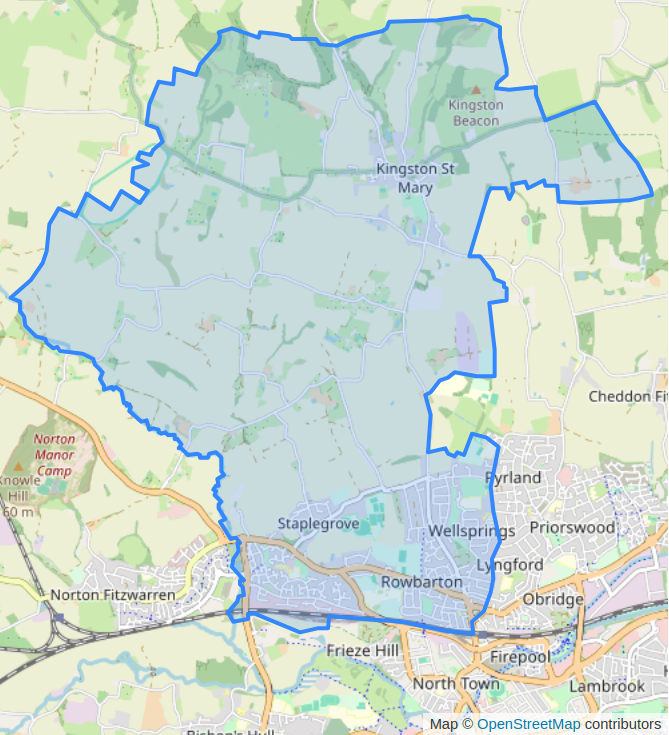 Kingston
Beacon
Kingston St
Mary
Cheddon
Norton
Manor
Camp
Knowle
Hill
60 m
Pyrland
Staplegrove
Wellsprings
Priorswood
Lyngford
Rowbarton
Norton Fitzwarren
Obridge
Frieze Hill
Firepool
North Town
Lambrook
Bishop's Hull
Map © OpenStreetMap contributors